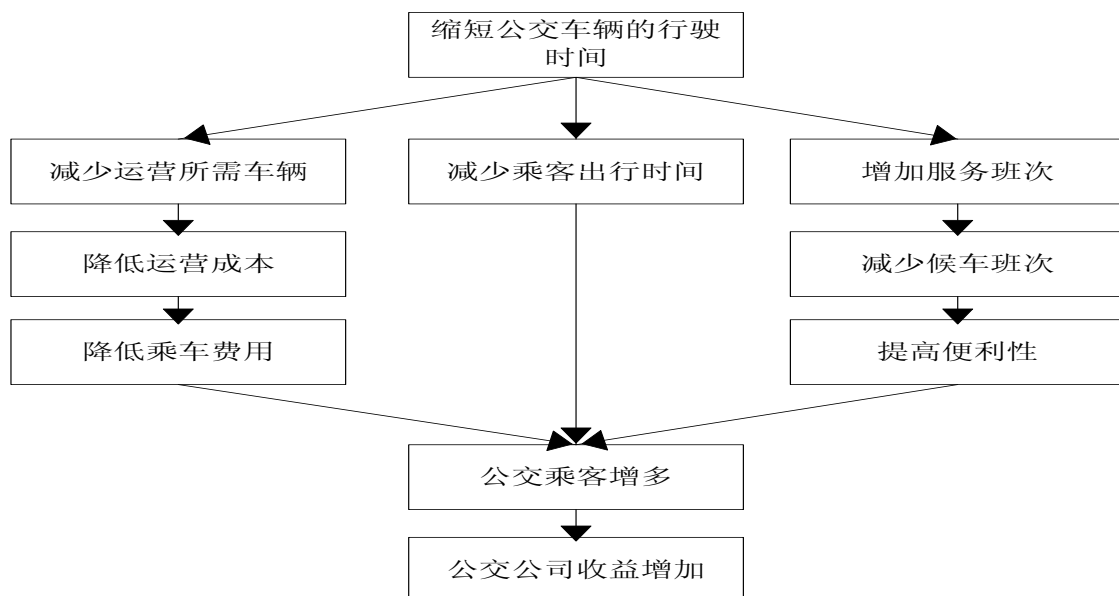 缩短公交车辆的行驶
时间
减少运营所需车辆
减少乘客出行时间
增加服务班次
降低运营成本
减少候车班次
降低乘车费用
提高便利性
公交乘客增多
公交公司收益增加